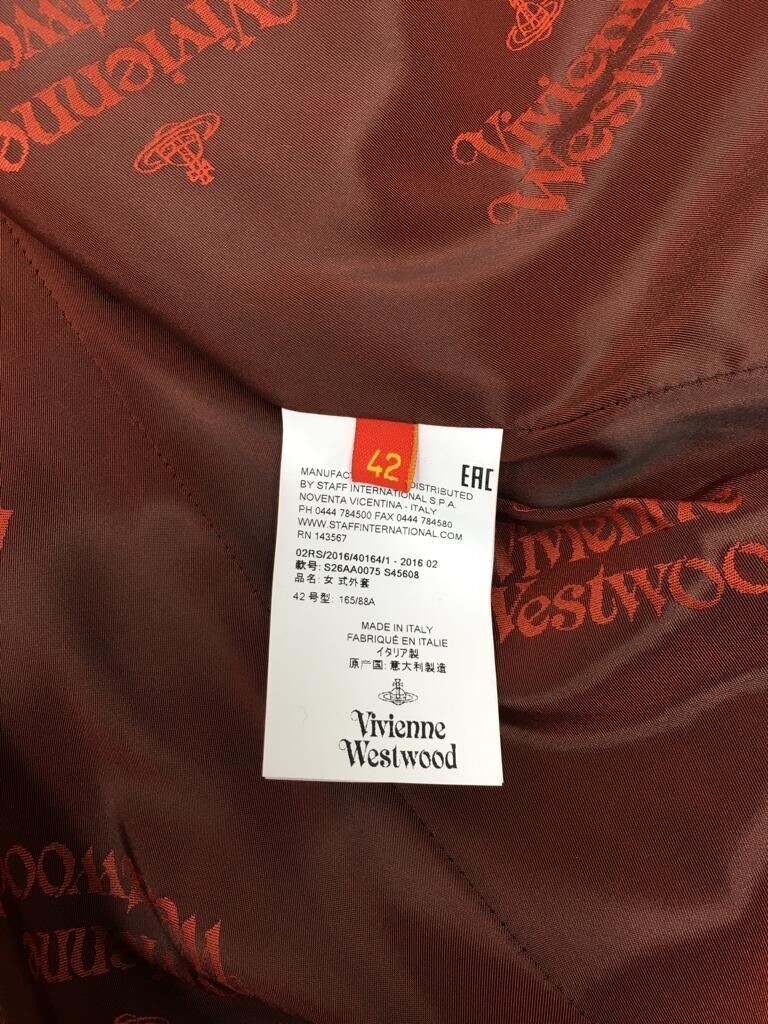 Vivienne
Westwood
Vivienne
Westwood
42
EAC
MANUFAC DISTRIBUTED
BY STAFF INTERNATIONAL S.P.A.
NOVENTA VICENTINA - ITALY
PH 0444 784500 FAX 0444 784580
WWW.STAFFINTERNATIONAL.COM
RN 143567
02RS/2016/40164/1 - 2016 02
款号: S26AA0075 S45608
品名: 女式外套
42 号型: 165/88A
MADE IN ITALY
FABRIQUÉ EN ITALIE
イタリア製
原产国: 意大利製造
Vivienne
Westwood
Vivienne
Westwood
Vivienne
Westwood